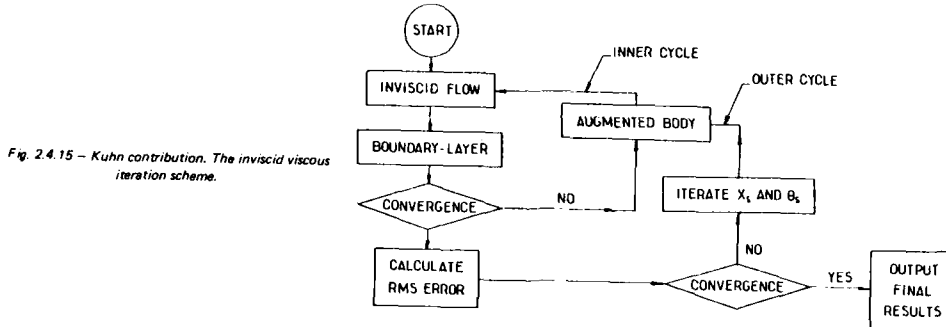 START
INNER CYCLE
OUTER CYCLE
INVISCID FLOW
AUGMENTED BODY
BOUNDARY-LAYER
Fig. 2.4.15 — Kuhn contribution. The inviscid viscous
iteration scheme.
ITERATE Xs AND θs
CONVERGENCE
NO
NO
CALCULATE
RMS ERROR
CONVERGENCE
YES
OUTPUT
FINAL
RESULTS